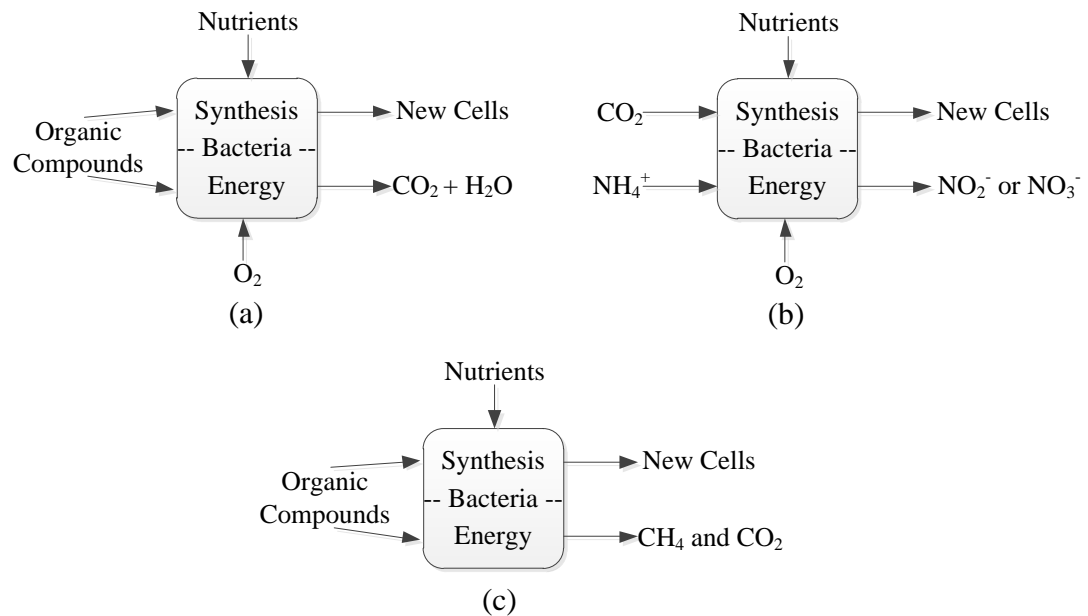 Nutrients
Synthesis
New Cells
Organic
Compounds
-- Bacteria --
Energy
CO₂ + H₂O
O₂
(a)
Nutrients
CO₂
Synthesis
New Cells
-- Bacteria --
NH₄⁺
Energy
NO₂⁻ or NO₃⁻
O₂
(b)
Nutrients
Synthesis
New Cells
Organic
Compounds
-- Bacteria --
Energy
CH₄ and CO₂
(c)